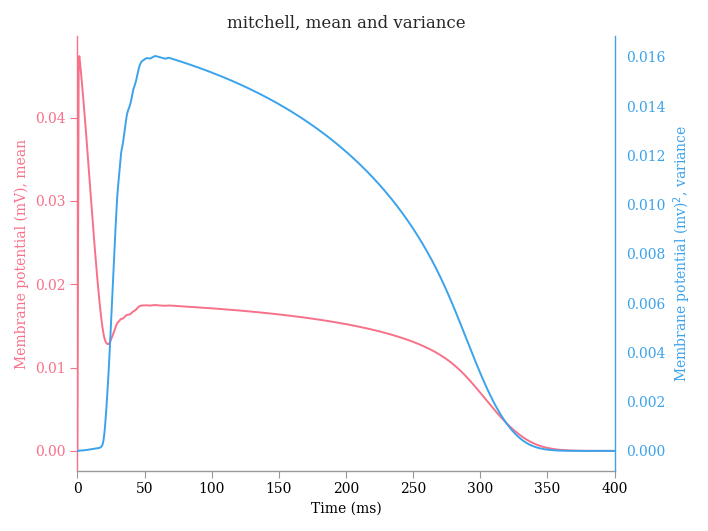 mitchell, mean and variance
0.04
0.03
0.02
0.01
0.00
Membrane potential (mV), mean
0.016
0.014
0.012
0.010
0.008
0.006
0.004
0.002
0.000
Membrane potential (mv)², variance
0 50 100 150 200 250 300 350 400
Time (ms)